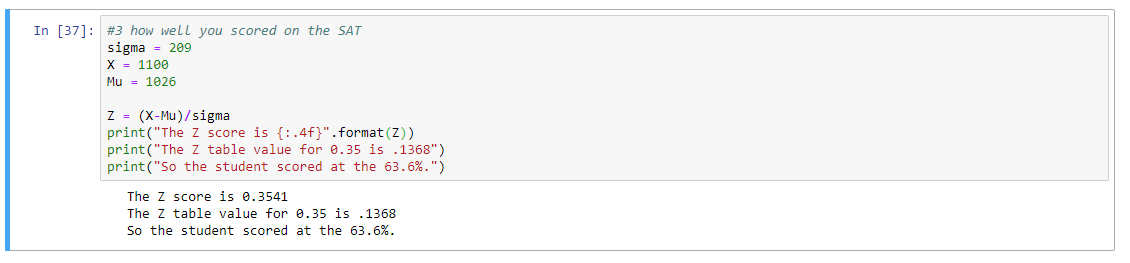 In [37]: #3 how well you scored on the SAT
sigma = 209
X = 1100
Mu = 1026
Z = (X-Mu)/sigma
print("The Z score is {:.4f}".format(Z))
print("The Z table value for 0.35 is .1368")
print("So the student scored at the 63.6%.")
The Z score is 0.3541
The Z table value for 0.35 is .1368
So the student scored at the 63.6%.